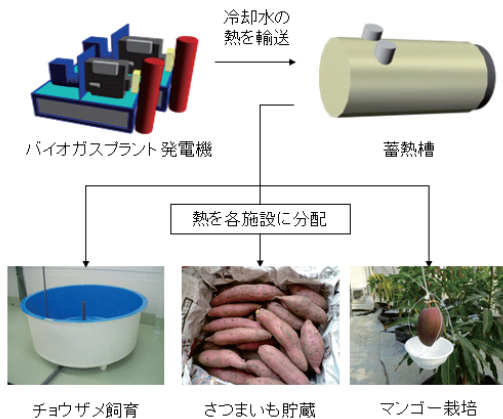 冷却水の
熱を輸送
バイオガスプラント発電機
蓄熱槽
熱を各施設に分配
チョウザメ飼育
さつまいも貯蔵
マンゴー栽培